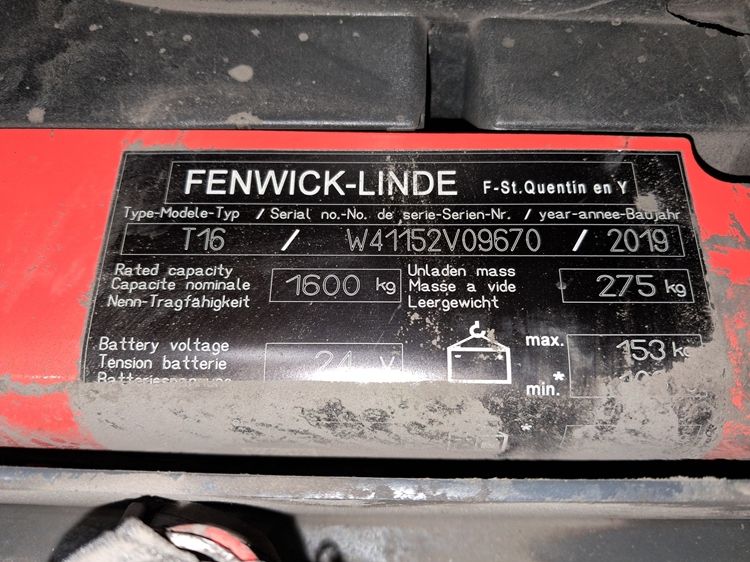 FENWICK-LINDE F-St.Quentin en Y
Type-Modele-Typ / Serial no.-No. de serie-Serien-Nr. / year-annee-Baujahr
T16 / W41152V09670 / 2019
Rated capacity
Capacite nominale
Nenn-Tragfähigkeit
1600 kg
Unladen mass
Masse a vide
Leergewicht
275 kg
Battery voltage
Tension batterie
24 V
max. 153 kg
min. *
*